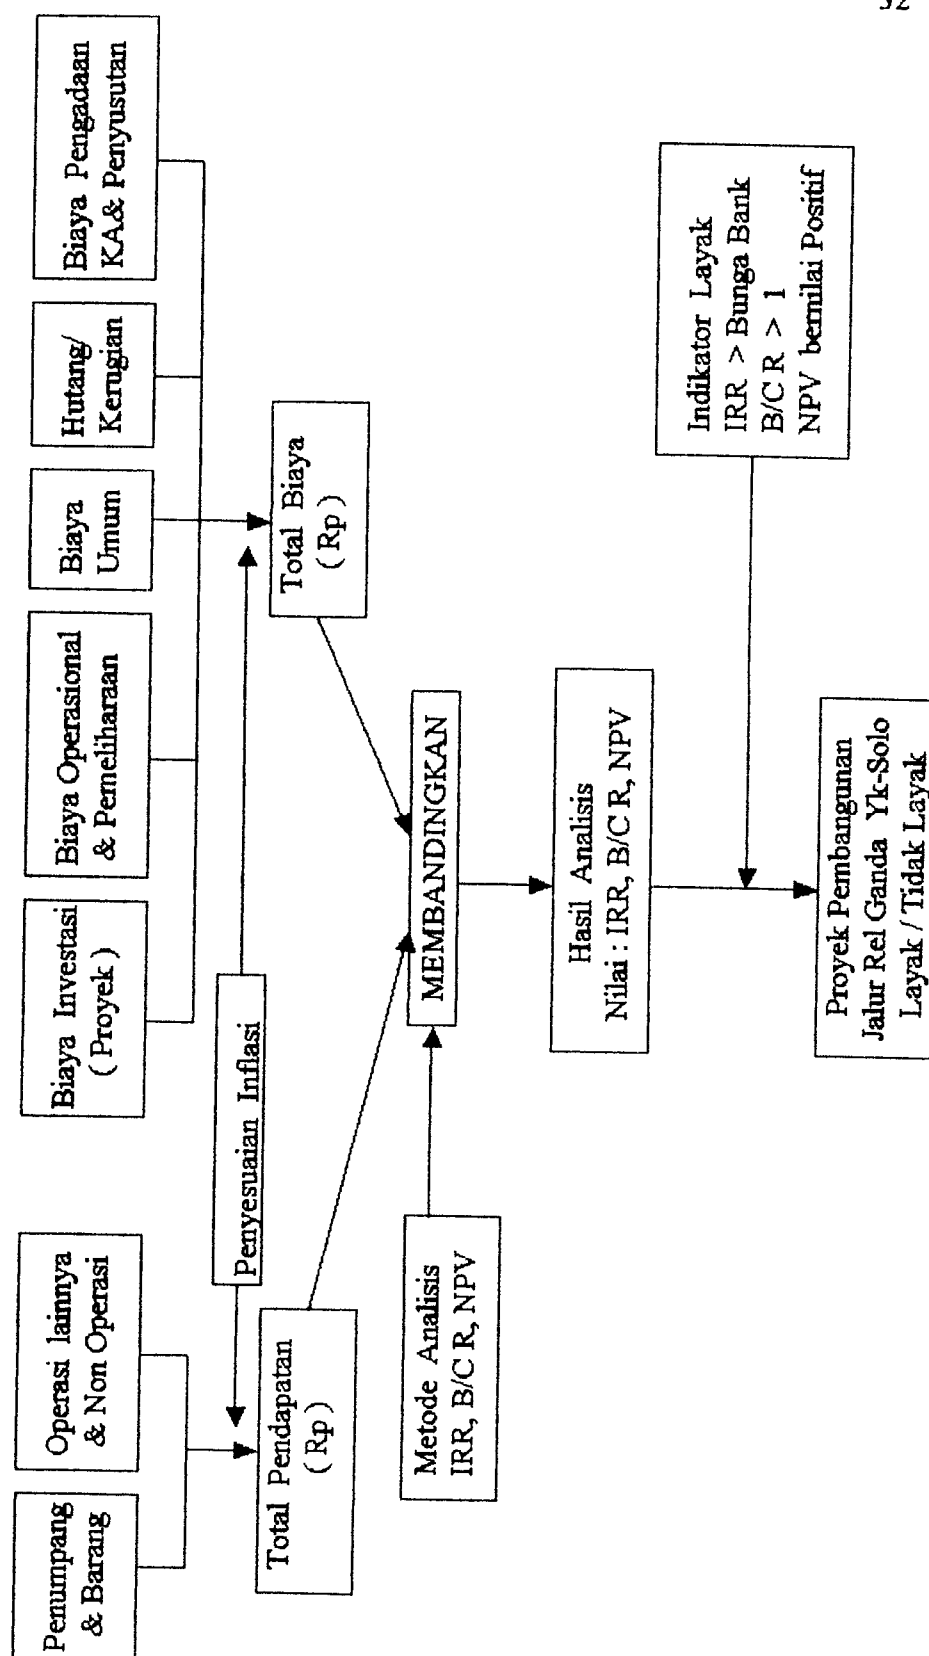 Penumpang
& Barang
Operasi lainnya
& Non Operasi
Biaya Investasi
( Proyek )
Biaya Operasional
& Pemeliharaan
Biaya
Umum
Hutang/
Kerugian
Biaya Pengadaan
KA& Penyusutan
Penyesuaian Inflasi
Total Pendapatan
( Rp )
Total Biaya
( Rp )
Metode Analisis
IRR, B/C R, NPV
MEMBANDINGKAN
Hasil Analisis
Nilai : IRR, B/C R, NPV
Indikator Layak
IRR > Bunga Bank
B/C R > 1
NPV bernilai Positif
Proyek Pembangunan
Jalur Rel Ganda Yk-Solo
Layak / Tidak Layak